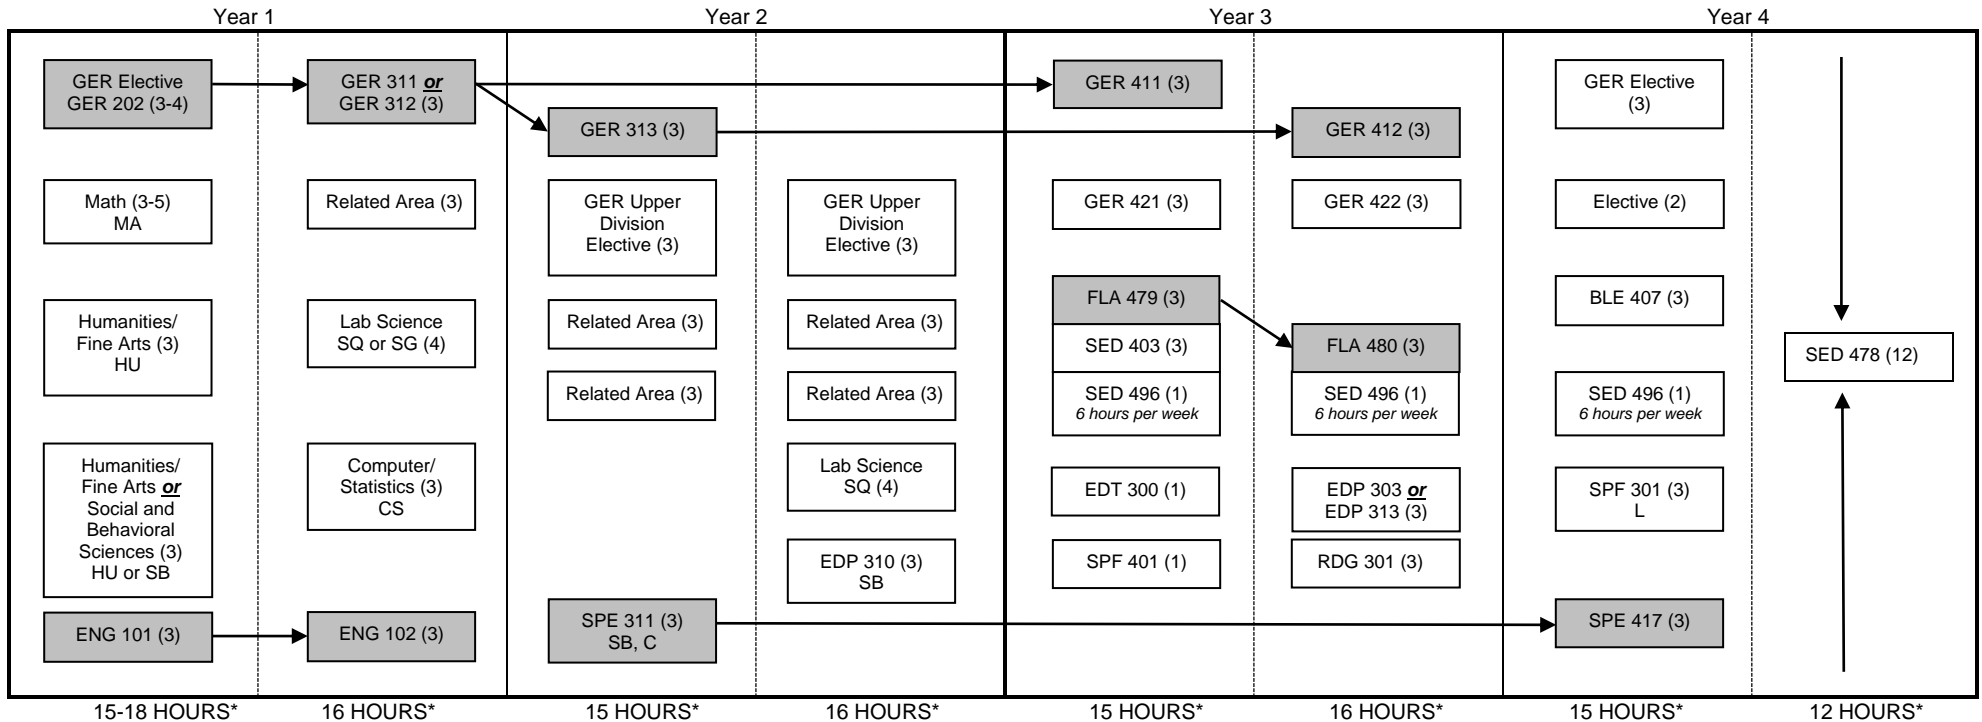 Year 1
Year 2
Year 3
Year 4
GER Elective
GER 202 (3-4)
Math (3-5)
MA
Humanities/
Fine Arts (3)
HU
Humanities/
Fine Arts or
Social and
Behavioral
Sciences (3)
HU or SB
ENG 101 (3)
GER 311 or
GER 312 (3)
Related Area (3)
Lab Science
SQ or SG (4)
Computer/
Statistics (3)
CS
ENG 102 (3)
GER 313 (3)
GER Upper
Division
Elective (3)
Related Area (3)
Related Area (3)
SPE 311 (3)
SB, C
GER Upper
Division
Elective (3)
Related Area (3)
Related Area (3)
Lab Science
SQ (4)
EDP 310 (3)
SB
GER 411 (3)
GER 421 (3)
FLA 479 (3)
SED 403 (3)
SED 496 (1)
6 hours per week
EDT 300 (1)
SPF 401 (1)
GER 412 (3)
GER 422 (3)
FLA 480 (3)
SED 496 (1)
6 hours per week
EDP 303 or
EDP 313 (3)
RDG 301 (3)
GER Elective
(3)
Elective (2)
BLE 407 (3)
SED 496 (1)
6 hours per week
SPF 301 (3)
L
SPE 417 (3)
SED 478 (12)
15-18 HOURS*
16 HOURS*
15 HOURS*
16 HOURS*
15 HOURS*
16 HOURS*
15 HOURS*
12 HOURS*